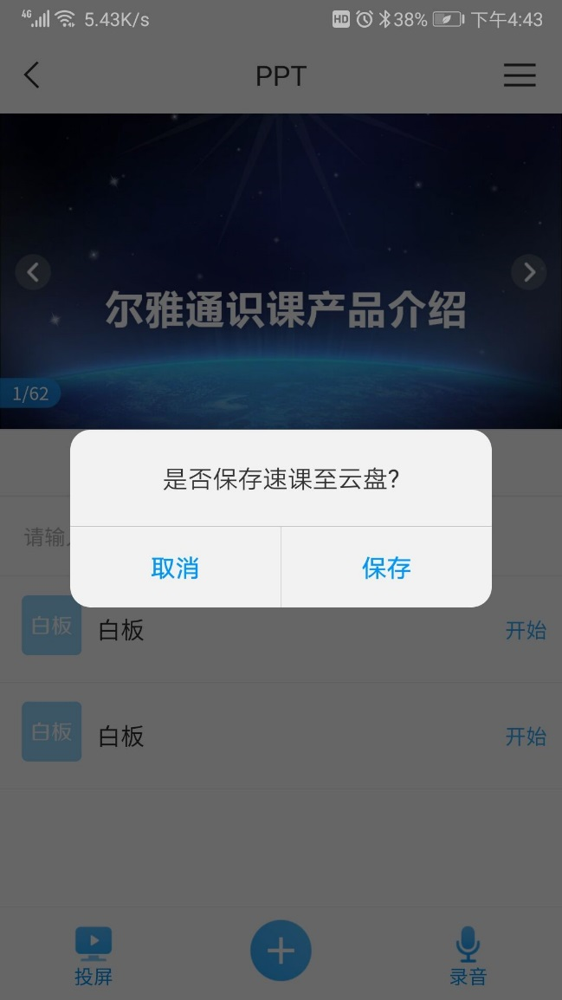 4G 5.43K/s HD 38% 下午4:43
PPT
尔雅通识课产品介绍
1/62
是否保存速课至云盘?
请输
取消 保存
白板 白板 开始
白板 白板 开始
投屏 录音